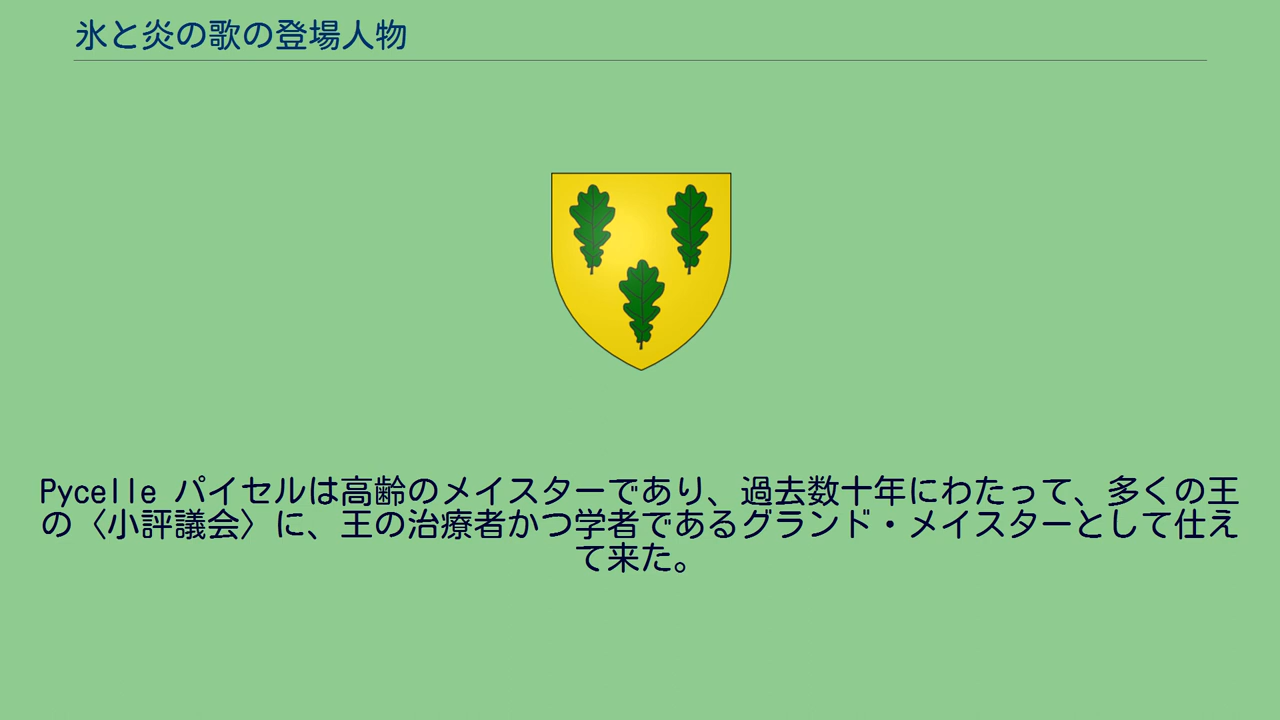 氷と炎の歌の登場人物
Pycelle パイセルは高齢のメイスターであり、過去数十年にわたって、多くの王
の〈小評議会〉に、王の治療者かつ学者であるグランド・メイスターとして仕え
て来た。